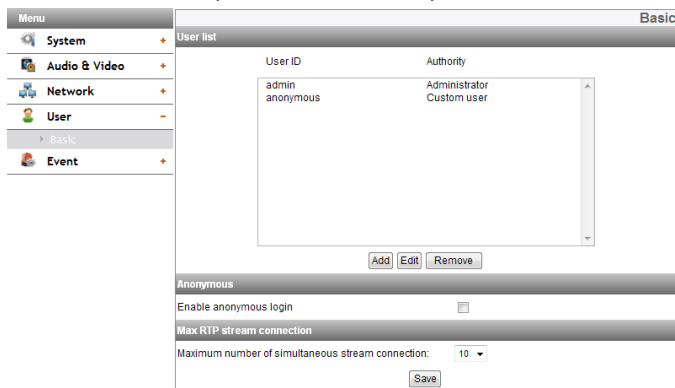 Menu
System +
Audio & Video +
Network +
User -
Basic
Event +
Basic
User list
User ID Authority
admin Administrator
anonymous Custom user
Add Edit Remove
Anonymous
Enable anonymous login
Max RTP stream connection
Maximum number of simultaneous stream connection: 10
Save